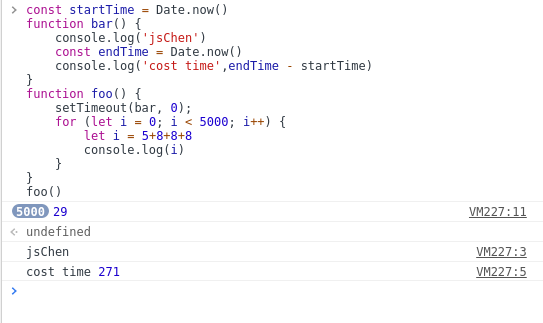 const startTime = Date.now()
function bar() {
    console.log('jsChen')
    const endTime = Date.now()
    console.log('cost time',endTime - startTime)
}
function foo() {
    setTimeout(bar, 0);
    for (let i = 0; i < 5000; i++) {
        let i = 5+8+8+8
        console.log(i)
    }
}
foo()
5000 29 VM227:11
undefined
jsChen VM227:3
cost time 271 VM227:5